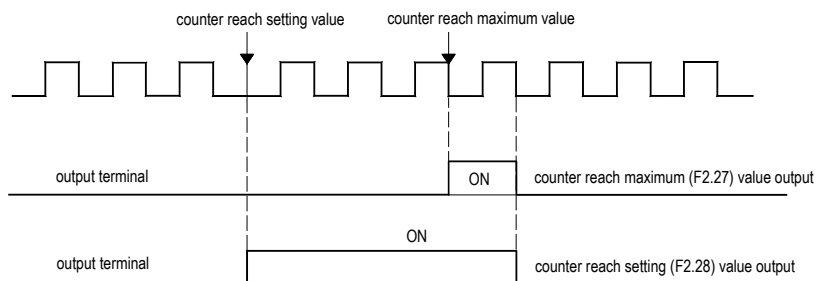 counter reach setting value
counter reach maximum value
output terminal
ON
counter reach maximum (F2.27) value output
ON
output terminal
counter reach setting (F2.28) value output